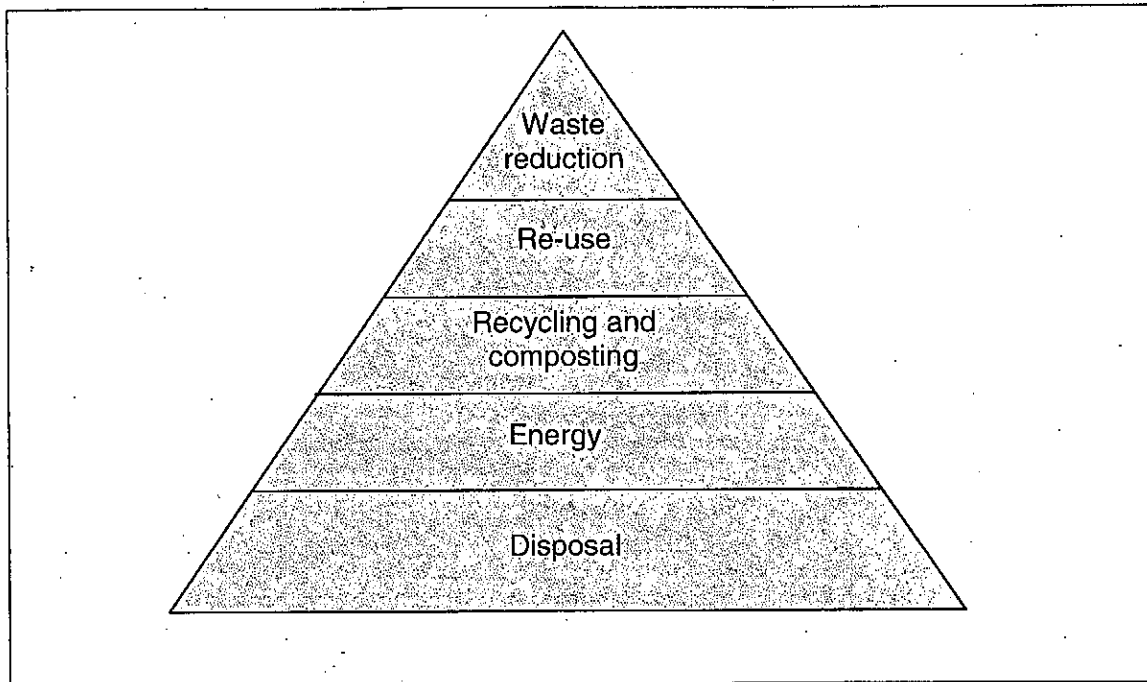 Waste
reduction
Re-use
Recycling and
composting
Energy
Disposal